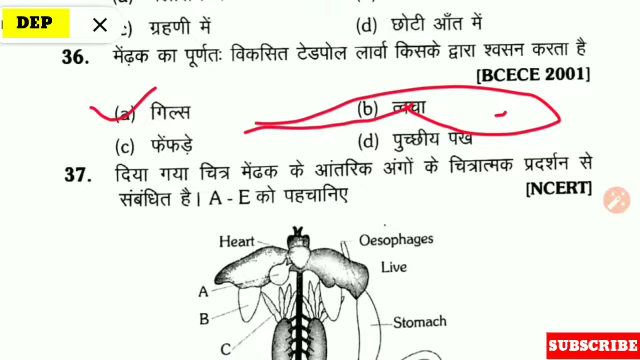 DEP ×
(c) ग्रहणी में (d) छोटी आँत में
36. मेंढक का पूर्णतः विकसित टेडपोल लार्वा किसके द्वारा श्वसन करता है
[BCECE 2001]
(a) गिल्स (b) त्वचा
(c) फेंफड़े (d) पुच्छीय पंख
37. दिया गया चित्र मेंढक के आंतरिक अंगों के चित्रात्मक प्रदर्शन से
संबंधित है। A - E को पहचानिए [NCERT]
Heart Oesophages
Live
A
B
Stomach
C
SUBSCRIBE